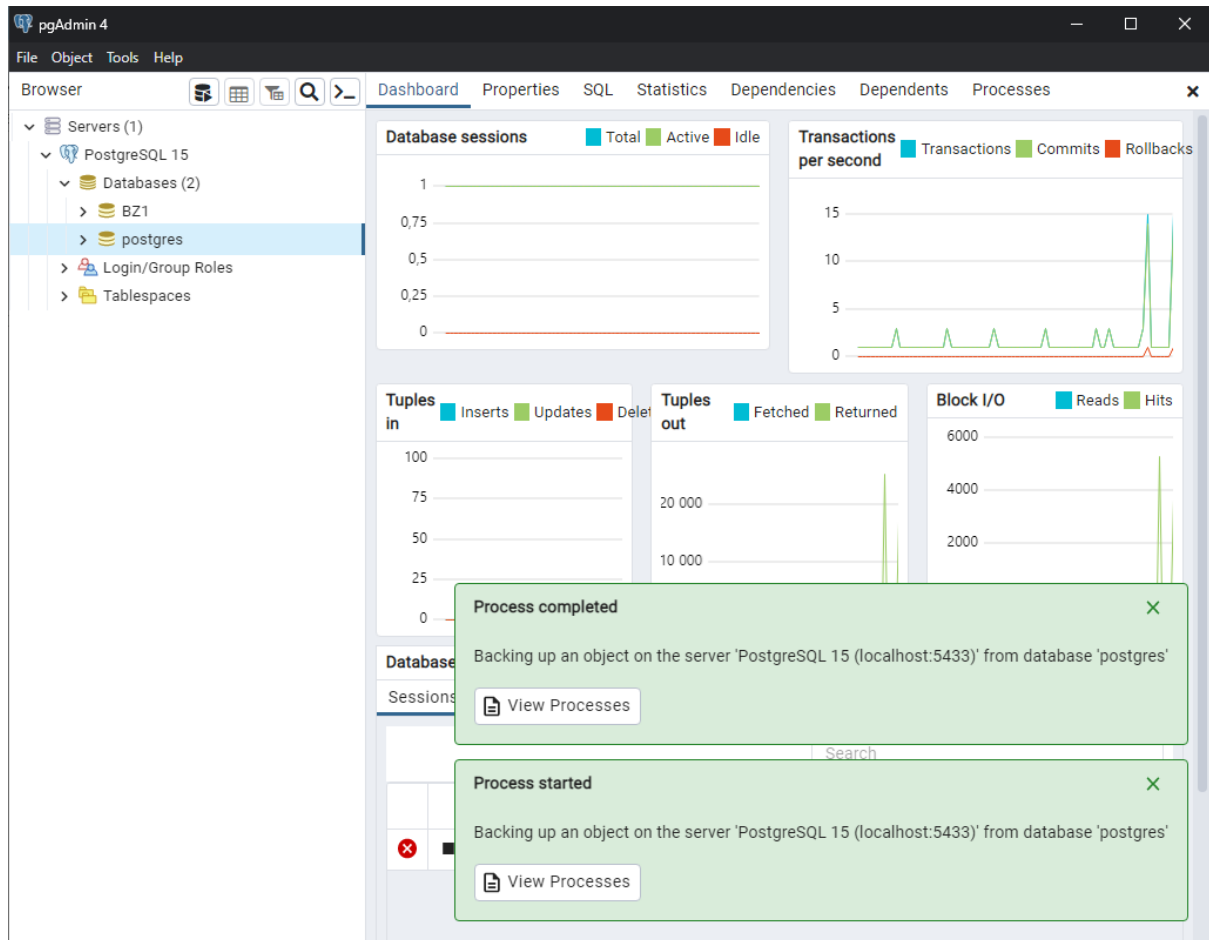 pgAdmin 4
File Object Tools Help
Browser
Dashboard Properties SQL Statistics Dependencies Dependents Processes
Servers (1)
PostgreSQL 15
Databases (2)
BZ1
postgres
Login/Group Roles
Tablespaces
Database sessions
Total Active Idle
1
0,75
0,5
0,25
0
Transactions per second
Transactions Commits Rollbacks
15
10
5
0
Tuples in
Inserts Updates Delet
100
75
50
25
0
Tuples out
Fetched Returned
20 000
10 000
Block I/O
Reads Hits
6000
4000
2000
Database
Sessions
Search
Process completed
Backing up an object on the server 'PostgreSQL 15 (localhost:5433)' from database 'postgres'
View Processes
Process started
Backing up an object on the server 'PostgreSQL 15 (localhost:5433)' from database 'postgres'
View Processes